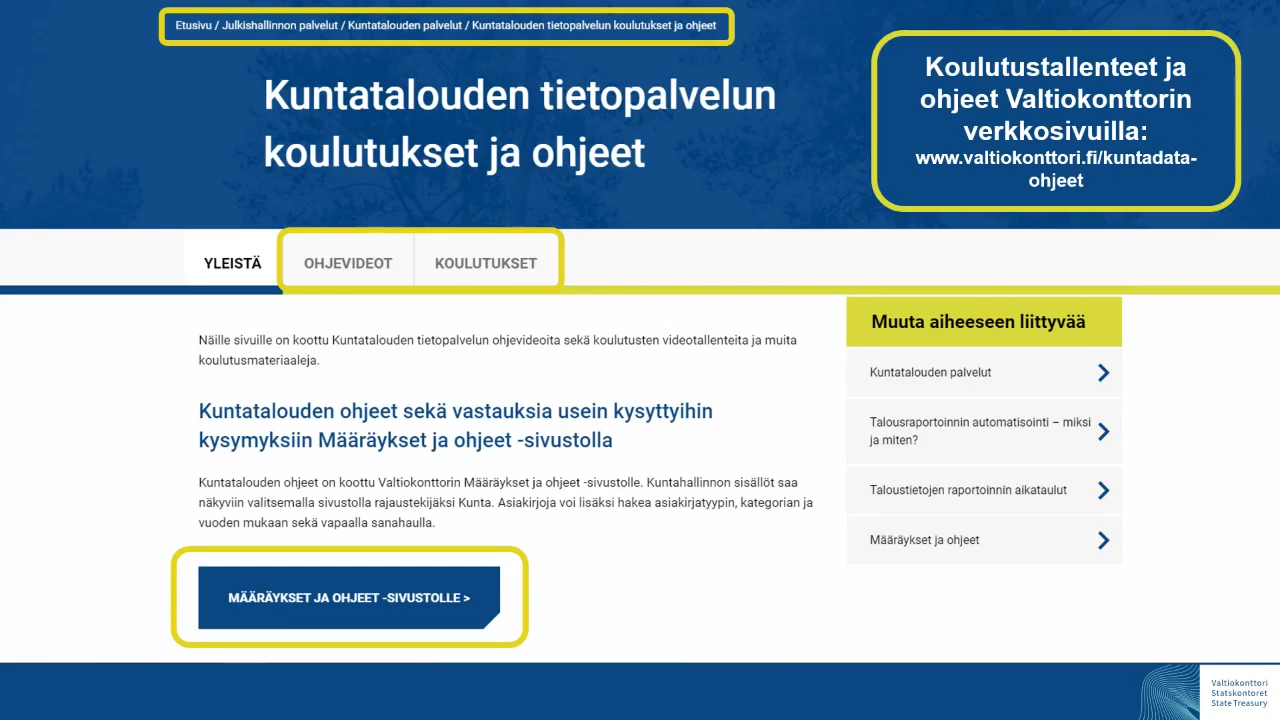 Etusivu / Julkishallinnon palvelut / Kuntatalouden palvelut / Kuntatalouden tietopalvelun koulutukset ja ohjeet
Kuntatalouden tietopalvelun
koulutukset ja ohjeet
Koulutustallenteet ja
ohjeet Valtiokonttorin
verkkosivuilla:
www.valtiokonttori.fi/kuntadata-
ohjeet
YLEISTÄ
OHJEVIDEOT
KOULUTUKSET
Näille sivuille on koottu Kuntatalouden tietopalvelun ohjevideoita sekä koulutusten videotallenteita ja muita
koulutusmateriaaleja.
Kuntatalouden ohjeet sekä vastauksia usein kysyttyihin
kysymyksiin Määräykset ja ohjeet -sivustolla
Kuntatalouden ohjeet on koottu Valtiokonttorin Määräykset ja ohjeet -sivustolle. Kuntahallinnon sisällöt saa
näkyviin valitsemalla sivustolla rajaustekijäksi Kunta. Asiakirjoja voi lisäksi hakea asiakirjatyypin, kategorian ja
vuoden mukaan sekä vapaalla sanahaulla.
MÄÄRÄYKSET JA OHJEET -SIVUSTOLLE >
Muuta aiheeseen liittyvää
Kuntatalouden palvelut
Talousraportoinnin automatisointi – miksi
ja miten?
Taloustietojen raportoinnin aikataulut
Määräykset ja ohjeet
Valtiokonttori
Statskontoret
State Treasury